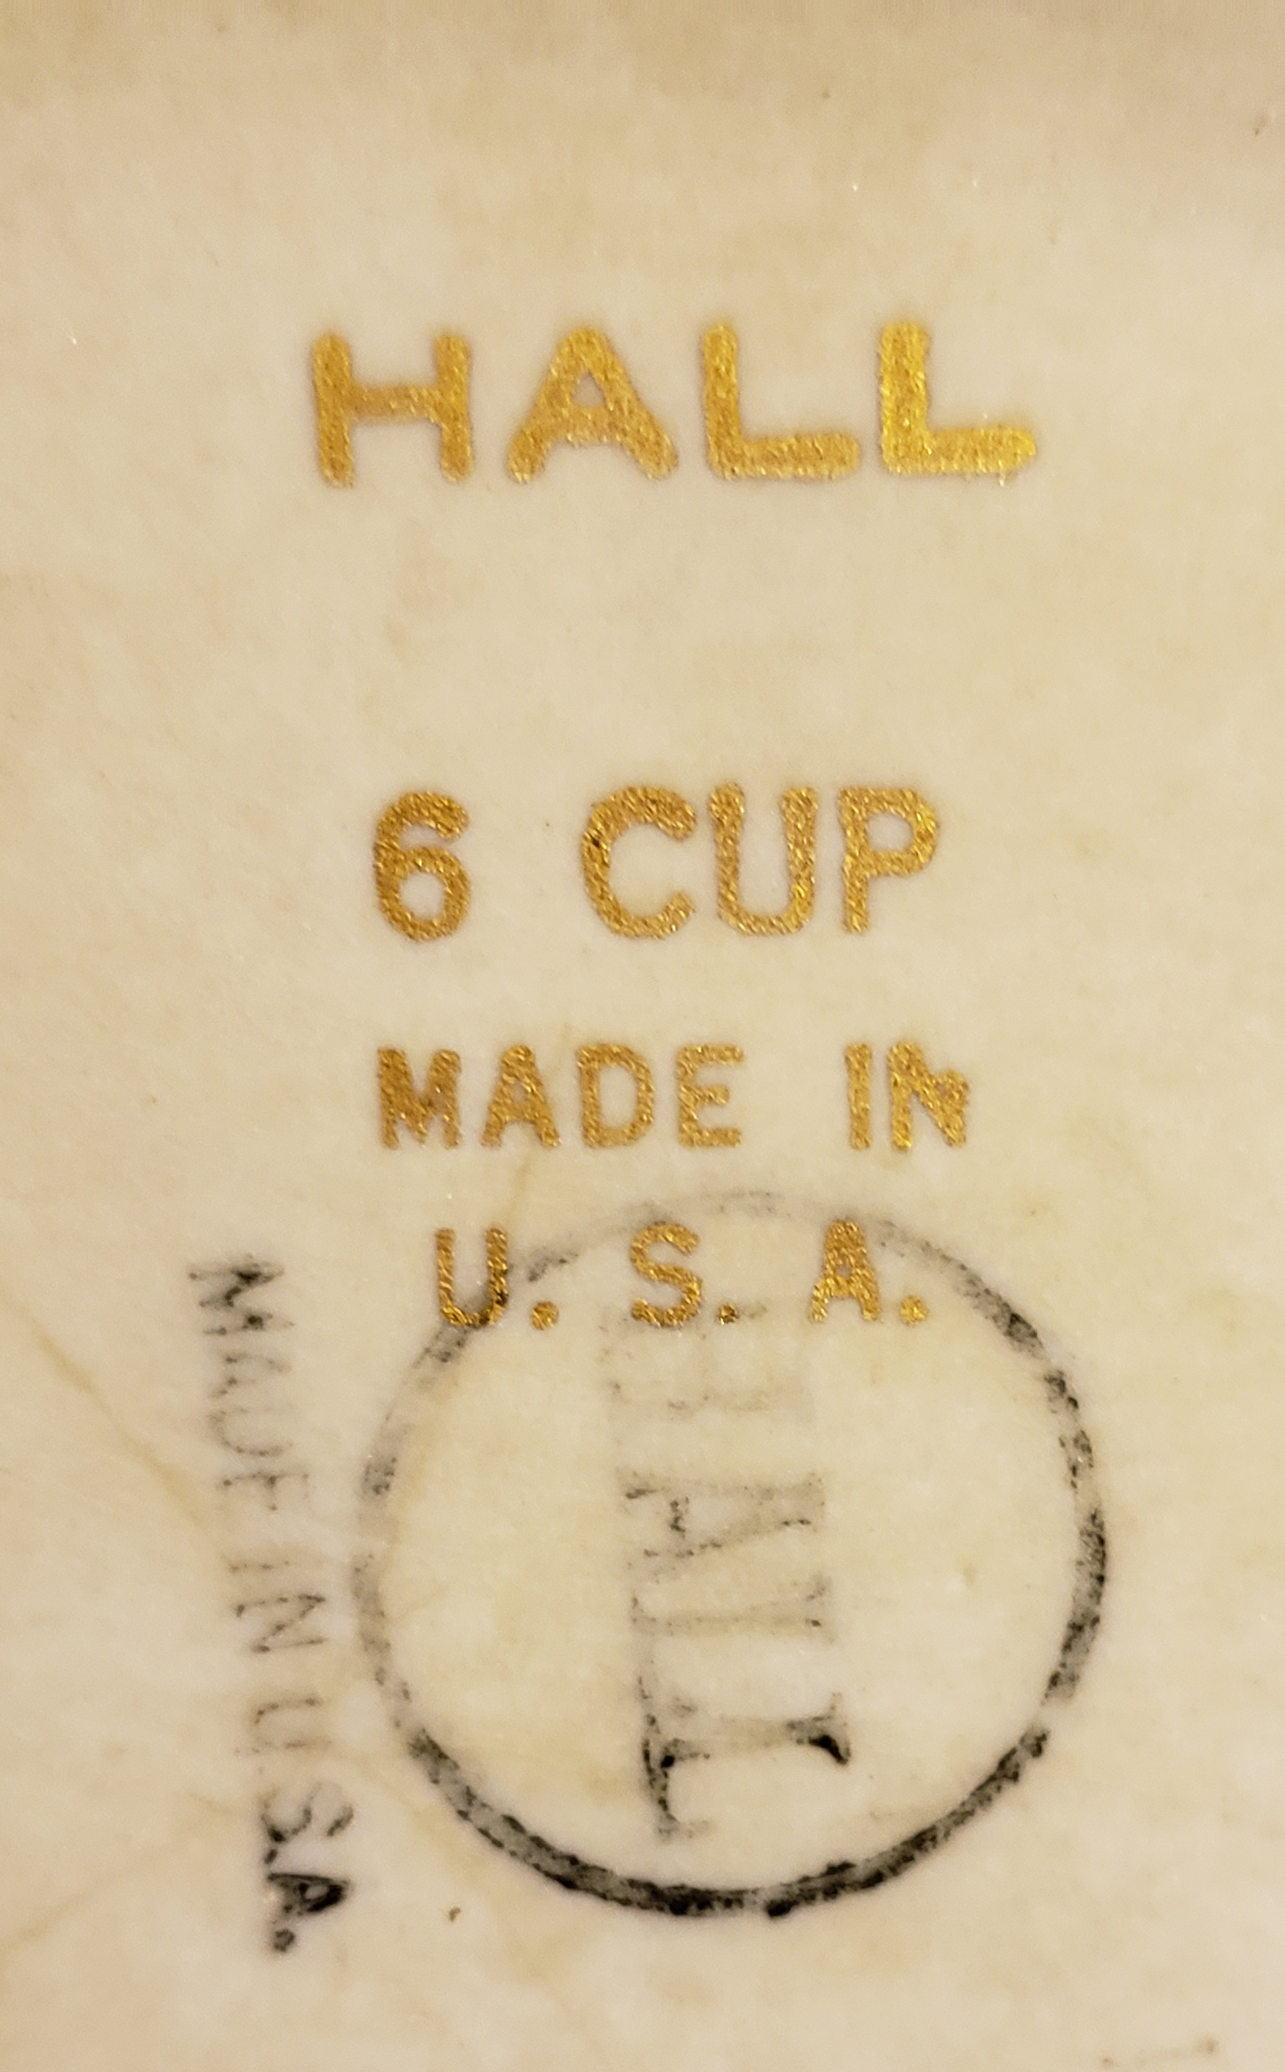 HALL
6 CUP
MADE IN
U. S. A.
HALL
MADE IN U.S.A.